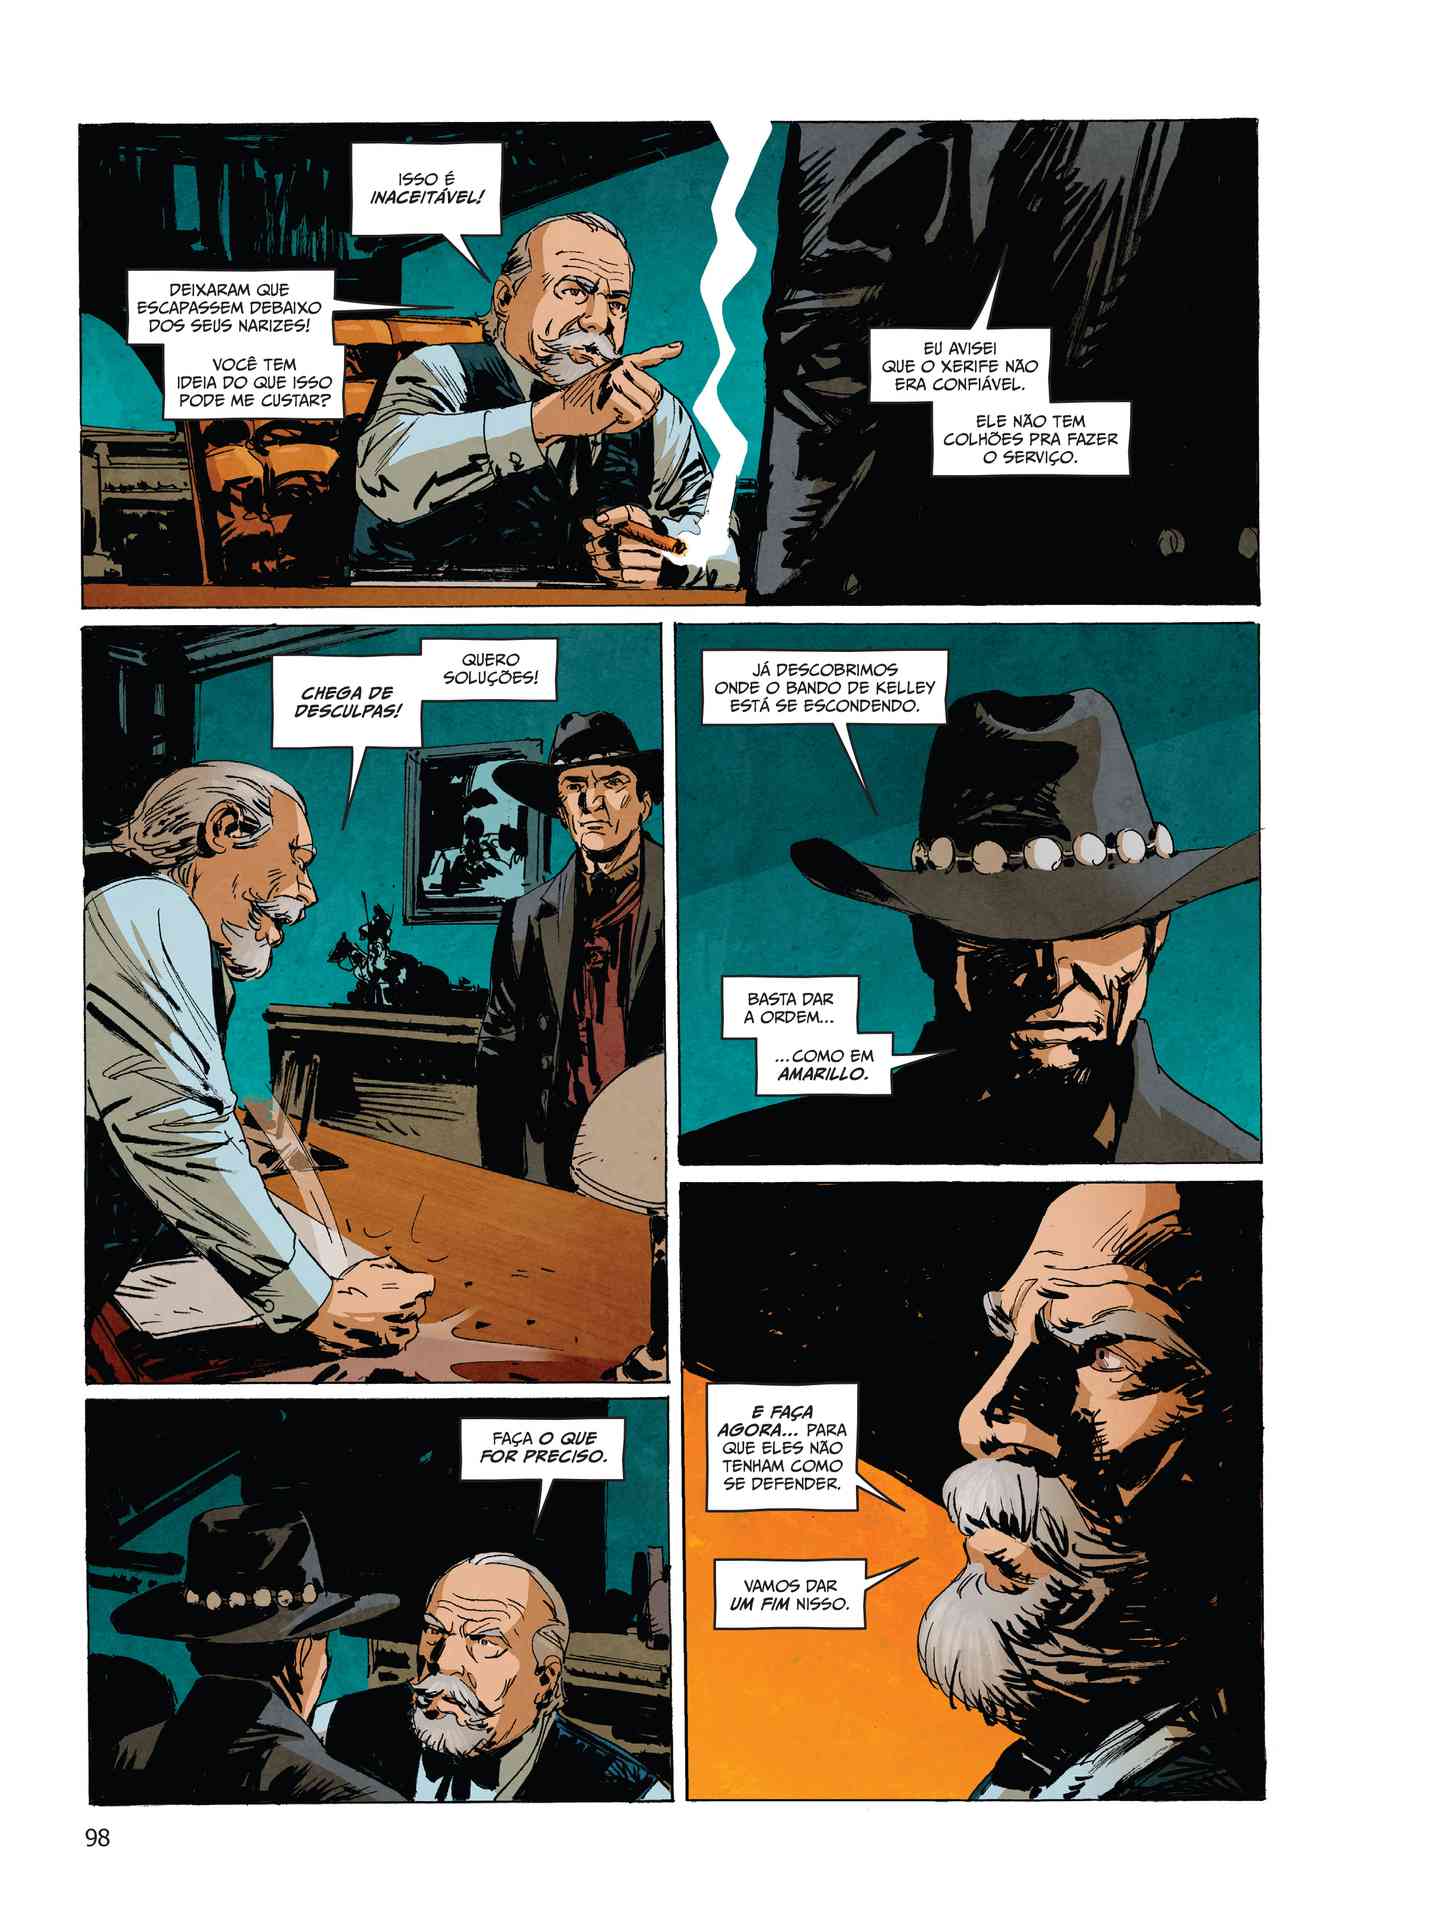 ISSO É
INACEITÁVEL!
DEIXARAM QUE
ESCAPASSEM DEBAIXO
DOS SEUS NARIZES!
VOCÊ TEM
IDEIA DO QUE ISSO
PODE ME CUSTAR?
EU AVISEI
QUE O XERIFE NÃO
ERA CONFIÁVEL.
ELE NÃO TEM
COLHÕES PRA FAZER
O SERVIÇO.
CHEGA DE
DESCULPAS!
QUERO
SOLUÇÕES!
JÁ DESCOBRIMOS
ONDE O BANDO DE KELLEY
ESTÁ SE ESCONDENDO.
BASTA DAR
A ORDEM...
...COMO EM
AMARILLO.
FAÇA O QUE
FOR PRECISO.
E FAÇA
AGORA... PARA
QUE ELES NÃO
TENHAM COMO
SE DEFENDER.
VAMOS DAR
UM FIM NISSO.
98